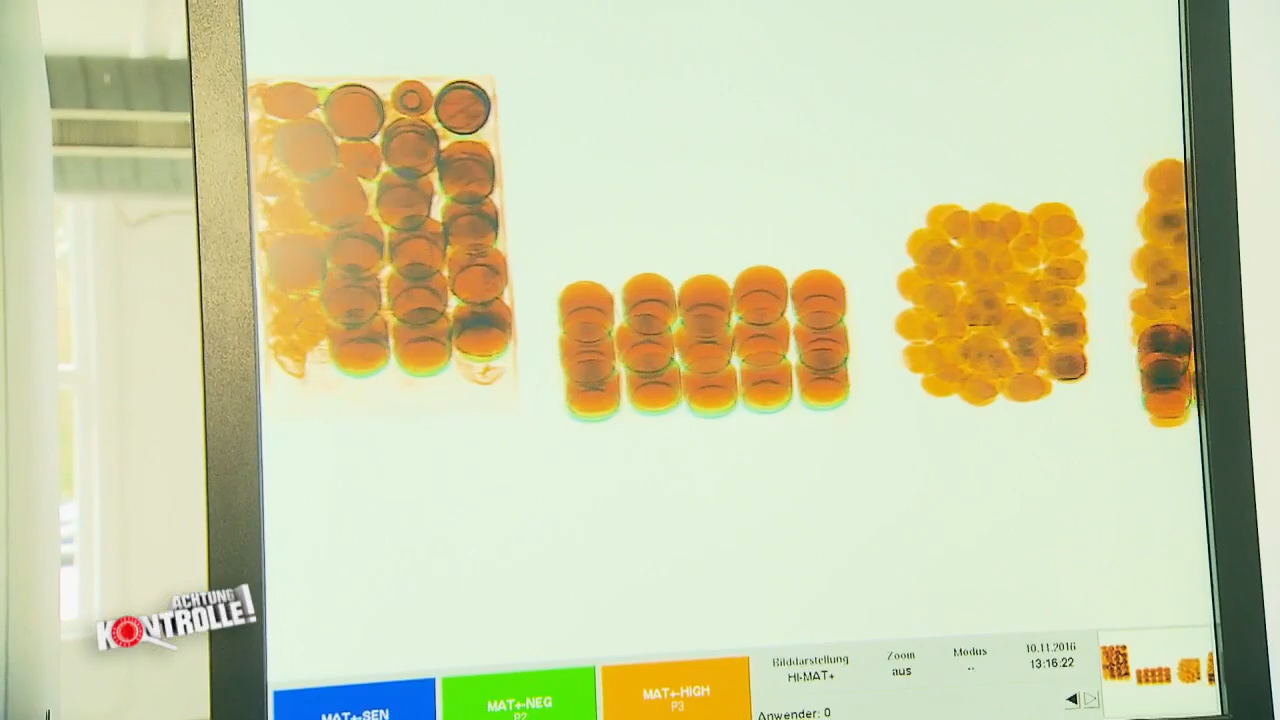 ACHTUNG
KONTROLLE!
MAT+-SEN
MAT+-NEG
P2
MAT+-HIGH
P3
Bilddarstellung
HI-MAT+
Anwender: 0
Zoom
aus
Modus
--
10.11.2016
13:16:22